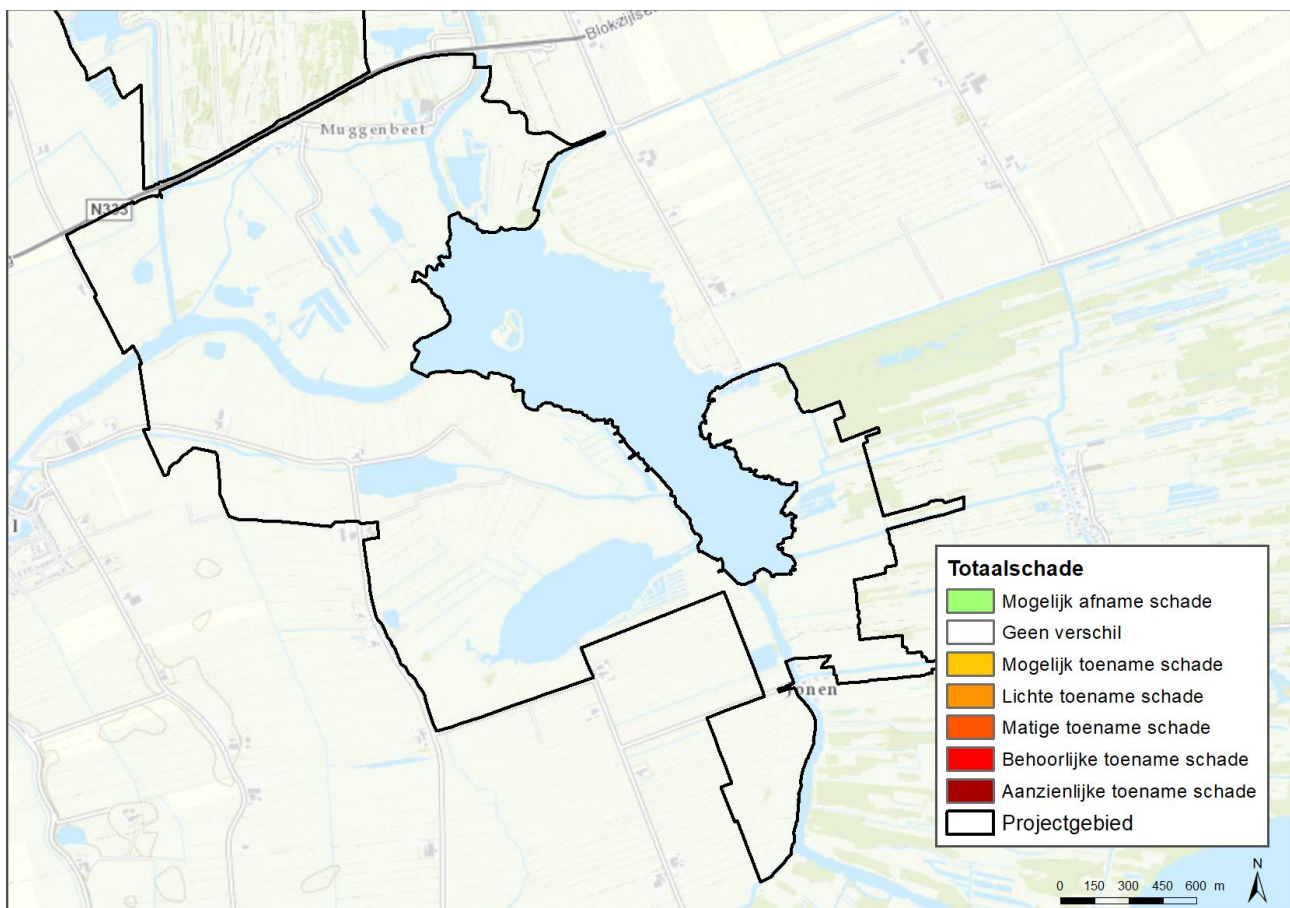 Blokzijlse
Muggenbeet
N333
l
Jonen
Totaalschade
Mogelijk afname schade
Geen verschil
Mogelijk toename schade
Lichte toename schade
Matige toename schade
Behoorlijke toename schade
Aanzienlijke toename schade
Projectgebied
N
0 150 300 450 600 m